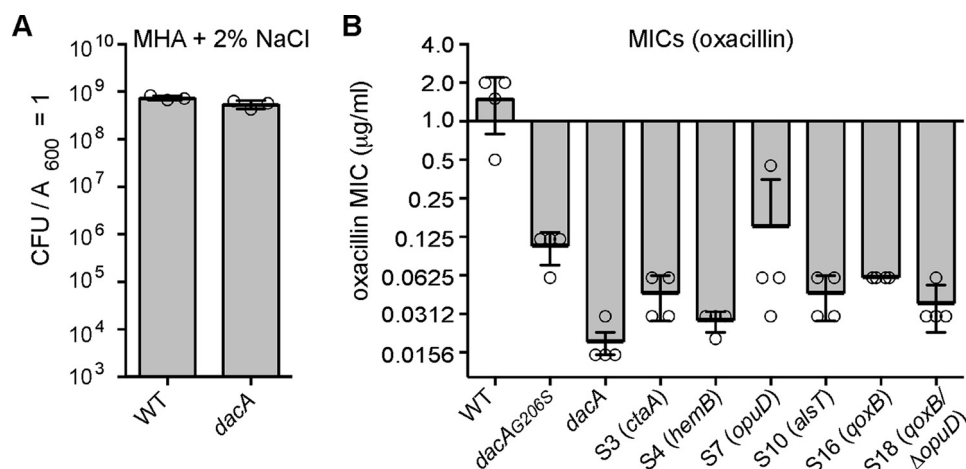 A
MHA + 2% NaCl
CFU / A600 = 1
10^10
10^9
10^8
10^7
10^6
10^5
10^4
10^3
WT
dacA
B
MICs (oxacillin)
oxacillin MIC (µg/ml)
4.0
2.0
1.0
0.5
0.25
0.125
0.0625
0.0312
0.0156
WT
dacAG206S
dacA
S3 (ctaA)
S4 (hemB)
S7 (opuD)
S10 (alsT)
S16 (qoxB)
S18 (qoxB/
ΔopuD)